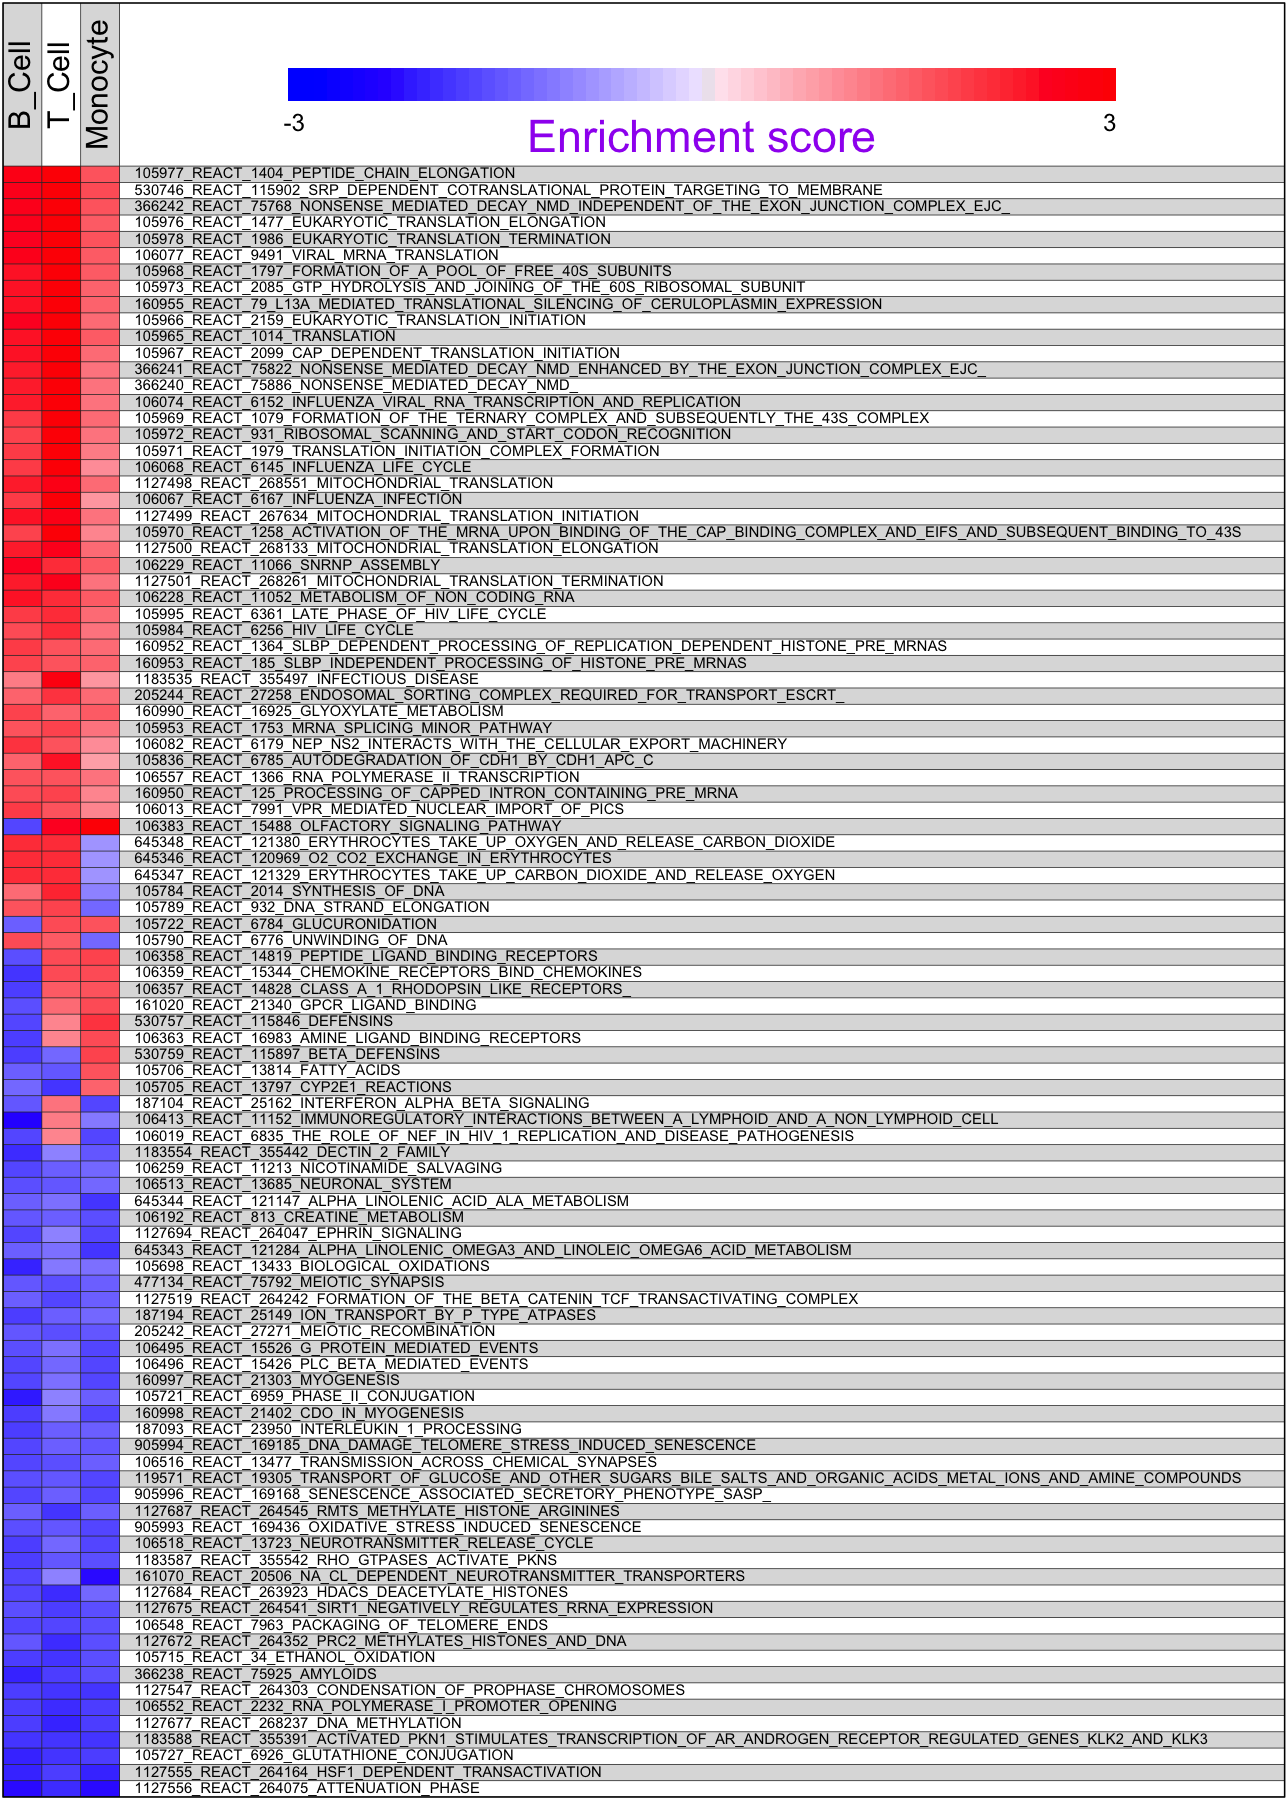 B_Cell
T_Cell
Monocyte
-3
3
Enrichment score
105977_REACT_1404_PEPTIDE_CHAIN_ELONGATION
530746_REACT_115902_SRP_DEPENDENT_COTRANSLATIONAL_PROTEIN_TARGETING_TO_MEMBRANE
366242_REACT_75768_NONSENSE_MEDIATED_DECAY_NMD_INDEPENDENT_OF_THE_EXON_JUNCTION_COMPLEX_EJC_
105976_REACT_1477_EUKARYOTIC_TRANSLATION_ELONGATION
105978_REACT_1986_EUKARYOTIC_TRANSLATION_TERMINATION
106077_REACT_9491_VIRAL_MRNA_TRANSLATION
105968_REACT_1797_FORMATION_OF_A_POOL_OF_FREE_40S_SUBUNITS
105973_REACT_2085_GTP_HYDROLYSIS_AND_JOINING_OF_THE_60S_RIBOSOMAL_SUBUNIT
160955_REACT_79_L13A_MEDIATED_TRANSLATIONAL_SILENCING_OF_CERULOPLASMIN_EXPRESSION
105966_REACT_2159_EUKARYOTIC_TRANSLATION_INITIATION
105965_REACT_1014_TRANSLATION
105967_REACT_2099_CAP_DEPENDENT_TRANSLATION_INITIATION
366241_REACT_75822_NONSENSE_MEDIATED_DECAY_NMD_ENHANCED_BY_THE_EXON_JUNCTION_COMPLEX_EJC_
366240_REACT_75886_NONSENSE_MEDIATED_DECAY_NMD_
106074_REACT_6152_INFLUENZA_VIRAL_RNA_TRANSCRIPTION_AND_REPLICATION
105969_REACT_1079_FORMATION_OF_THE_TERNARY_COMPLEX_AND_SUBSEQUENTLY_THE_43S_COMPLEX
105972_REACT_931_RIBOSOMAL_SCANNING_AND_START_CODON_RECOGNITION
105971_REACT_1979_TRANSLATION_INITIATION_COMPLEX_FORMATION
106068_REACT_6145_INFLUENZA_LIFE_CYCLE
1127498_REACT_268551_MITOCHONDRIAL_TRANSLATION
106067_REACT_6167_INFLUENZA_INFECTION
1127499_REACT_267634_MITOCHONDRIAL_TRANSLATION_INITIATION
105970_REACT_1258_ACTIVATION_OF_THE_MRNA_UPON_BINDING_OF_THE_CAP_BINDING_COMPLEX_AND_EIFS_AND_SUBSEQUENT_BINDING_TO_43S
1127500_REACT_268133_MITOCHONDRIAL_TRANSLATION_ELONGATION
106229_REACT_11066_SNRNP_ASSEMBLY
1127501_REACT_268261_MITOCHONDRIAL_TRANSLATION_TERMINATION
106228_REACT_11052_METABOLISM_OF_NON_CODING_RNA
105995_REACT_6361_LATE_PHASE_OF_HIV_LIFE_CYCLE
105984_REACT_6256_HIV_LIFE_CYCLE
160952_REACT_1364_SLBP_DEPENDENT_PROCESSING_OF_REPLICATION_DEPENDENT_HISTONE_PRE_MRNAS
160953_REACT_185_SLBP_INDEPENDENT_PROCESSING_OF_HISTONE_PRE_MRNAS
1183535_REACT_355497_INFECTIOUS_DISEASE
205244_REACT_27258_ENDOSOMAL_SORTING_COMPLEX_REQUIRED_FOR_TRANSPORT_ESCRT_
160990_REACT_16925_GLYOXYLATE_METABOLISM
105953_REACT_1753_MRNA_SPLICING_MINOR_PATHWAY
106082_REACT_6179_NEP_NS2_INTERACTS_WITH_THE_CELLULAR_EXPORT_MACHINERY
105836_REACT_6785_AUTODEGRADATION_OF_CDH1_BY_CDH1_APC_C
106557_REACT_1366_RNA_POLYMERASE_II_TRANSCRIPTION
160950_REACT_125_PROCESSING_OF_CAPPED_INTRON_CONTAINING_PRE_MRNA
106013_REACT_7991_VPR_MEDIATED_NUCLEAR_IMPORT_OF_PICS
106383_REACT_15488_OLFACTORY_SIGNALING_PATHWAY
645348_REACT_121380_ERYTHROCYTES_TAKE_UP_OXYGEN_AND_RELEASE_CARBON_DIOXIDE
645346_REACT_120969_O2_CO2_EXCHANGE_IN_ERYTHROCYTES
645347_REACT_121329_ERYTHROCYTES_TAKE_UP_CARBON_DIOXIDE_AND_RELEASE_OXYGEN
105784_REACT_2014_SYNTHESIS_OF_DNA
105789_REACT_932_DNA_STRAND_ELONGATION
105722_REACT_6784_GLUCURONIDATION
105790_REACT_6776_UNWINDING_OF_DNA
106358_REACT_14819_PEPTIDE_LIGAND_BINDING_RECEPTORS
106359_REACT_15344_CHEMOKINE_RECEPTORS_BIND_CHEMOKINES
106357_REACT_14828_CLASS_A_1_RHODOPSIN_LIKE_RECEPTORS_
161020_REACT_21340_GPCR_LIGAND_BINDING
530757_REACT_115846_DEFENSINS
106363_REACT_16983_AMINE_LIGAND_BINDING_RECEPTORS
530759_REACT_115897_BETA_DEFENSINS
105706_REACT_13814_FATTY_ACIDS
105705_REACT_13797_CYP2E1_REACTIONS
187104_REACT_25162_INTERFERON_ALPHA_BETA_SIGNALING
106413_REACT_11152_IMMUNOREGULATORY_INTERACTIONS_BETWEEN_A_LYMPHOID_AND_A_NON_LYMPHOID_CELL
106019_REACT_6835_THE_ROLE_OF_NEF_IN_HIV_1_REPLICATION_AND_DISEASE_PATHOGENESIS
1183554_REACT_355442_DECTIN_2_FAMILY
106259_REACT_11213_NICOTINAMIDE_SALVAGING
106513_REACT_13685_NEURONAL_SYSTEM
645344_REACT_121147_ALPHA_LINOLENIC_ACID_ALA_METABOLISM
106192_REACT_813_CREATINE_METABOLISM
1127694_REACT_264047_EPHRIN_SIGNALING
645343_REACT_121284_ALPHA_LINOLENIC_OMEGA3_AND_LINOLEIC_OMEGA6_ACID_METABOLISM
105698_REACT_13433_BIOLOGICAL_OXIDATIONS
477134_REACT_75792_MEIOTIC_SYNAPSIS
1127519_REACT_264242_FORMATION_OF_THE_BETA_CATENIN_TCF_TRANSACTIVATING_COMPLEX
187194_REACT_25149_ION_TRANSPORT_BY_P_TYPE_ATPASES
205242_REACT_27271_MEIOTIC_RECOMBINATION
106495_REACT_15526_G_PROTEIN_MEDIATED_EVENTS
106496_REACT_15426_PLC_BETA_MEDIATED_EVENTS
160997_REACT_21303_MYOGENESIS
105721_REACT_6959_PHASE_II_CONJUGATION
160998_REACT_21402_CDO_IN_MYOGENESIS
187093_REACT_23950_INTERLEUKIN_1_PROCESSING
905994_REACT_169185_DNA_DAMAGE_TELOMERE_STRESS_INDUCED_SENESCENCE
106516_REACT_13477_TRANSMISSION_ACROSS_CHEMICAL_SYNAPSES
119571_REACT_19305_TRANSPORT_OF_GLUCOSE_AND_OTHER_SUGARS_BILE_SALTS_AND_ORGANIC_ACIDS_METAL_IONS_AND_AMINE_COMPOUNDS
905996_REACT_169168_SENESCENCE_ASSOCIATED_SECRETORY_PHENOTYPE_SASP_
1127687_REACT_264545_RMTS_METHYLATE_HISTONE_ARGININES
905993_REACT_169436_OXIDATIVE_STRESS_INDUCED_SENESCENCE
106518_REACT_13723_NEUROTRANSMITTER_RELEASE_CYCLE
1183587_REACT_355542_RHO_GTPASES_ACTIVATE_PKNS
161070_REACT_20506_NA_CL_DEPENDENT_NEUROTRANSMITTER_TRANSPORTERS
1127684_REACT_263923_HDACS_DEACETYLATE_HISTONES
1127675_REACT_264541_SIRT1_NEGATIVELY_REGULATES_RRNA_EXPRESSION
106548_REACT_7963_PACKAGING_OF_TELOMERE_ENDS
1127672_REACT_264352_PRC2_METHYLATES_HISTONES_AND_DNA
105715_REACT_34_ETHANOL_OXIDATION
366238_REACT_75925_AMYLOIDS
1127547_REACT_264303_CONDENSATION_OF_PROPHASE_CHROMOSOMES
106552_REACT_2232_RNA_POLYMERASE_I_PROMOTER_OPENING
1127677_REACT_268237_DNA_METHYLATION
1183588_REACT_355391_ACTIVATED_PKN1_STIMULATES_TRANSCRIPTION_OF_AR_ANDROGEN_RECEPTOR_REGULATED_GENES_KLK2_AND_KLK3
105727_REACT_6926_GLUTATHIONE_CONJUGATION
1127555_REACT_264164_HSF1_DEPENDENT_TRANSACTIVATION
1127556_REACT_264075_ATTENUATION_PHASE